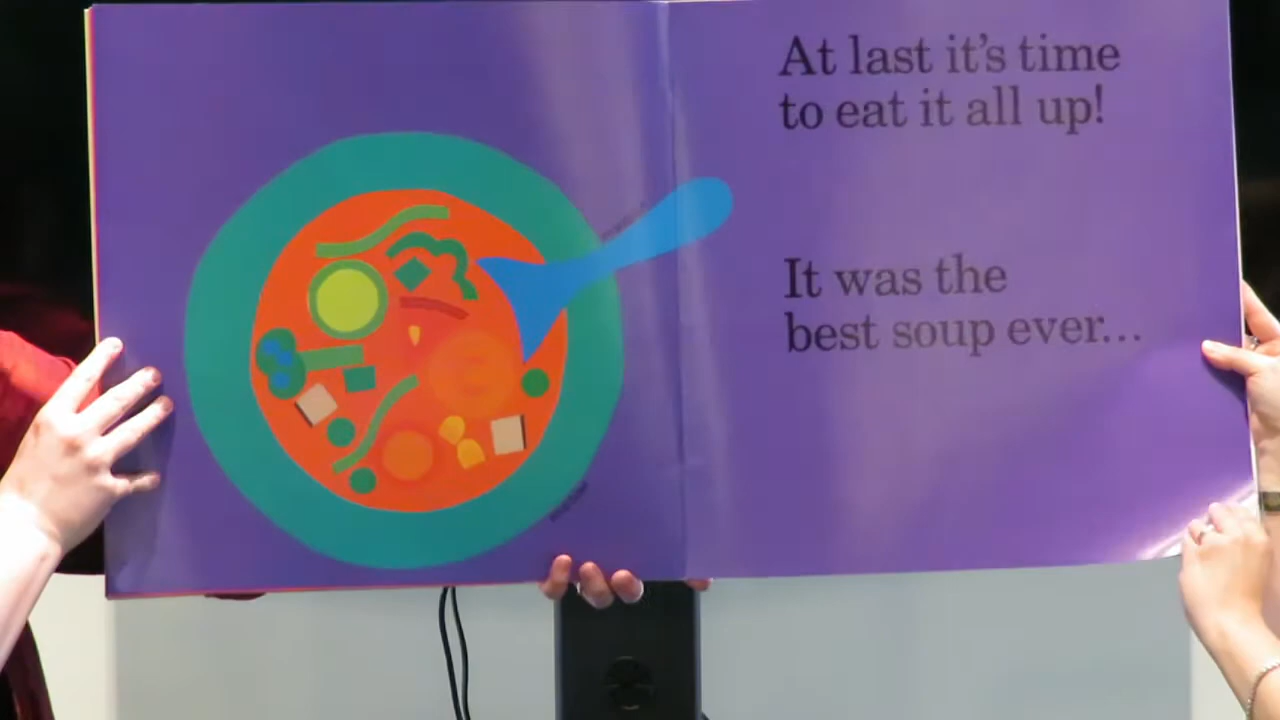 At last it's time
to eat it all up!
It was the
best soup ever...